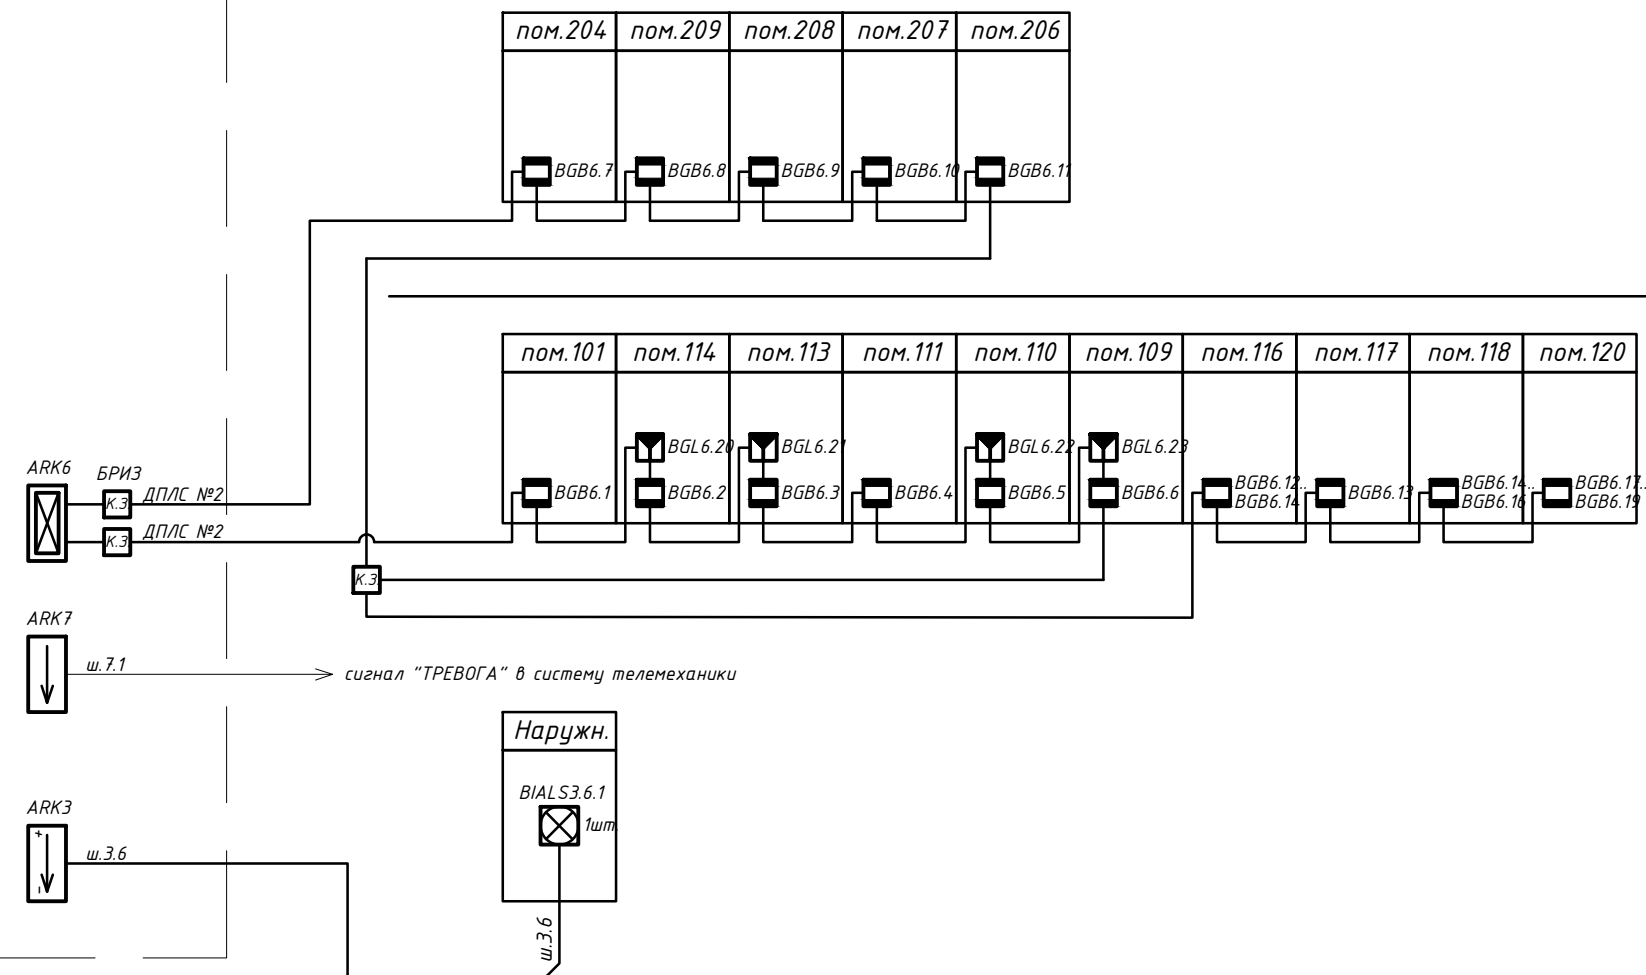 пом.204 пом.209 пом.208 пом.207 пом.206
BGB6.7 BGB6.8 BGB6.9 BGB6.10 BGB6.11
пом.101 пом.114 пом.113 пом.111 пом.110 пом.109 пом.116 пом.117 пом.118 пом.120
BGL6.20 BGL6.21 BGL6.22 BGL6.23
BGB6.1 BGB6.2 BGB6.3 BGB6.4 BGB6.5 BGB6.6
BGB6.12..
BGB6.14
BGB6.13
BGB6.14..
BGB6.16
BGB6.17..
BGB6.19
ARK6
БРИЗ
К.З. ДПЛС №2
К.З. ДПЛС №2
К.З.
ARK7
ш.7.1
сигнал "ТРЕВОГА" в систему телемеханики
Наружн.
BIALS3.6.1
1шт.
ARK3
+
-
ш.3.6
ш.3.6